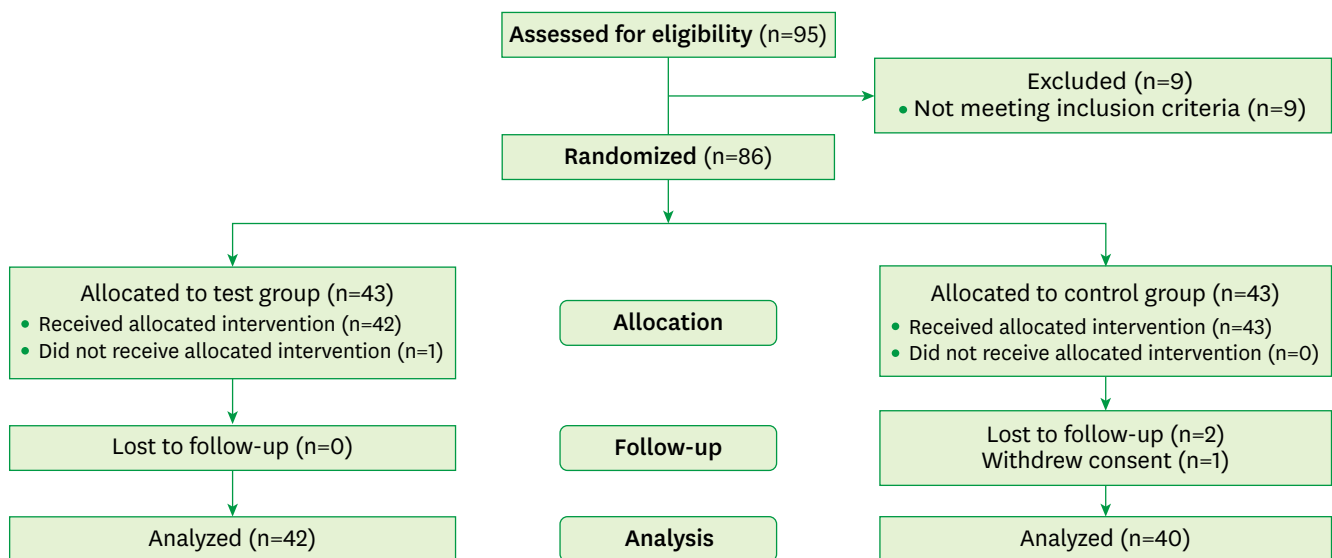 Assessed for eligibility (n=95)
Excluded (n=9)
• Not meeting inclusion criteria (n=9)
Randomized (n=86)
Allocated to test group (n=43)
• Received allocated intervention (n=42)
• Did not receive allocated intervention (n=1)
Allocation
Allocated to control group (n=43)
• Received allocated intervention (n=43)
• Did not receive allocated intervention (n=0)
Lost to follow-up (n=0)
Follow-up
Lost to follow-up (n=2)
Withdrew consent (n=1)
Analyzed (n=42)
Analysis
Analyzed (n=40)